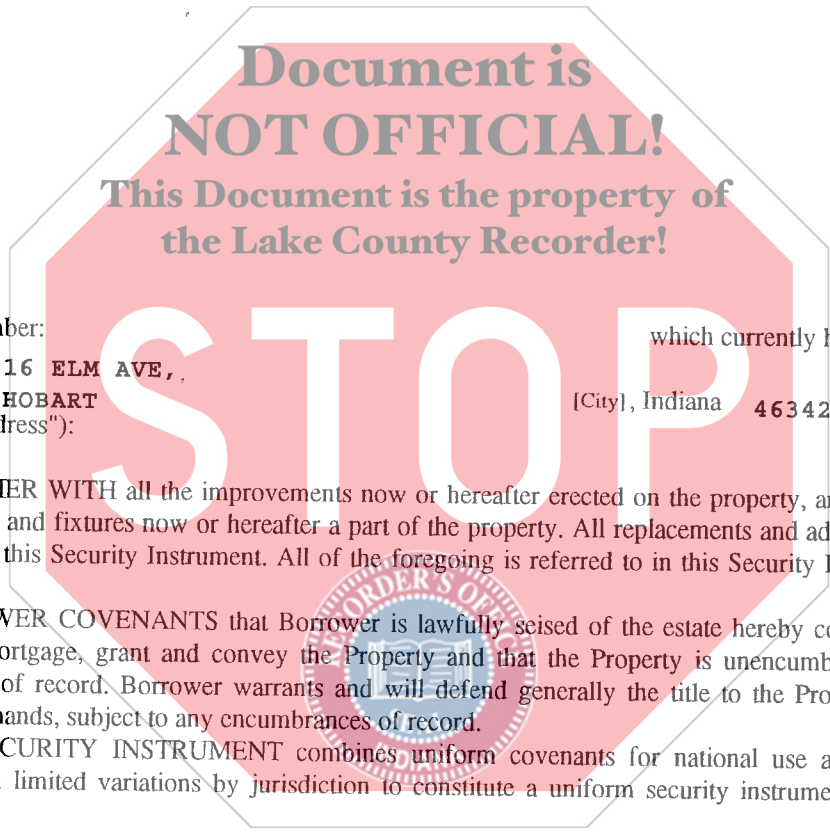 Document is
NOT OFFICIAL!
This Document is the property of
the Lake County Recorder!
STOP
ber:
which currently h
16 ELM AVE,
HOBART
[City], Indiana 46342
dress"):
ER WITH all the improvements now or hereafter erected on the property, an
and fixtures now or hereafter a part of the property. All replacements and ad
this Security Instrument. All of the foregoing is referred to in this Security I
WER COVENANTS that Borrower is lawfully seised of the estate hereby co
ortgage, grant and convey the Property and that the Property is unencumb
of record. Borrower warrants and will defend generally the title to the Pro
ands, subject to any encumbrances of record.
CURITY INSTRUMENT combines uniform covenants for national use a
limited variations by jurisdiction to constitute a uniform security instrume
RECORDER'S OFFICE
INDIANA